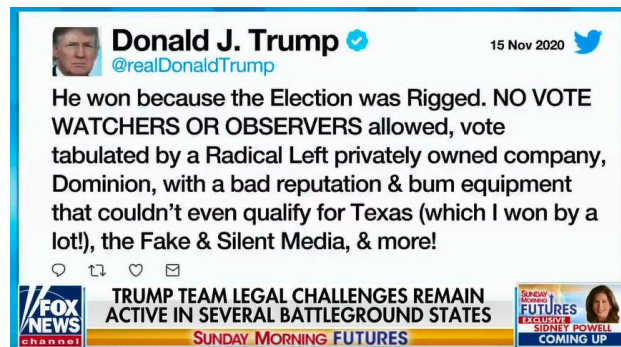 Donald J. Trump
@realDonaldTrump
15 Nov 2020
He won because the Election was Rigged. NO VOTE
WATCHERS OR OBSERVERS allowed, vote
tabulated by a Radical Left privately owned company,
Dominion, with a bad reputation & bum equipment
that couldn’t even qualify for Texas (which I won by a
lot!), the Fake & Silent Media, & more!
FOX
NEWS
channel
TRUMP TEAM LEGAL CHALLENGES REMAIN
ACTIVE IN SEVERAL BATTLEGROUND STATES
SUNDAY MORNING FUTURES
SUNDAY
MORNING
FUTURES
EXCLUSIVE
SIDNEY POWELL
COMING UP